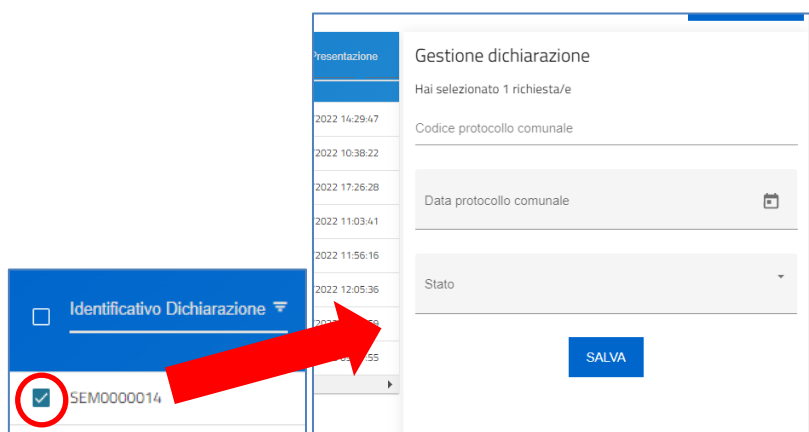 Presentazione
/2022 14:29:47
/2022 10:38:22
/2022 17:26:28
/2022 11:03:41
/2022 11:56:16
/2022 12:05:36
Gestione dichiarazione
Hai selezionato 1 richiesta/e
Codice protocollo comunale
Data protocollo comunale
Stato
SALVA
Identificativo Dichiarazione
SEM0000014